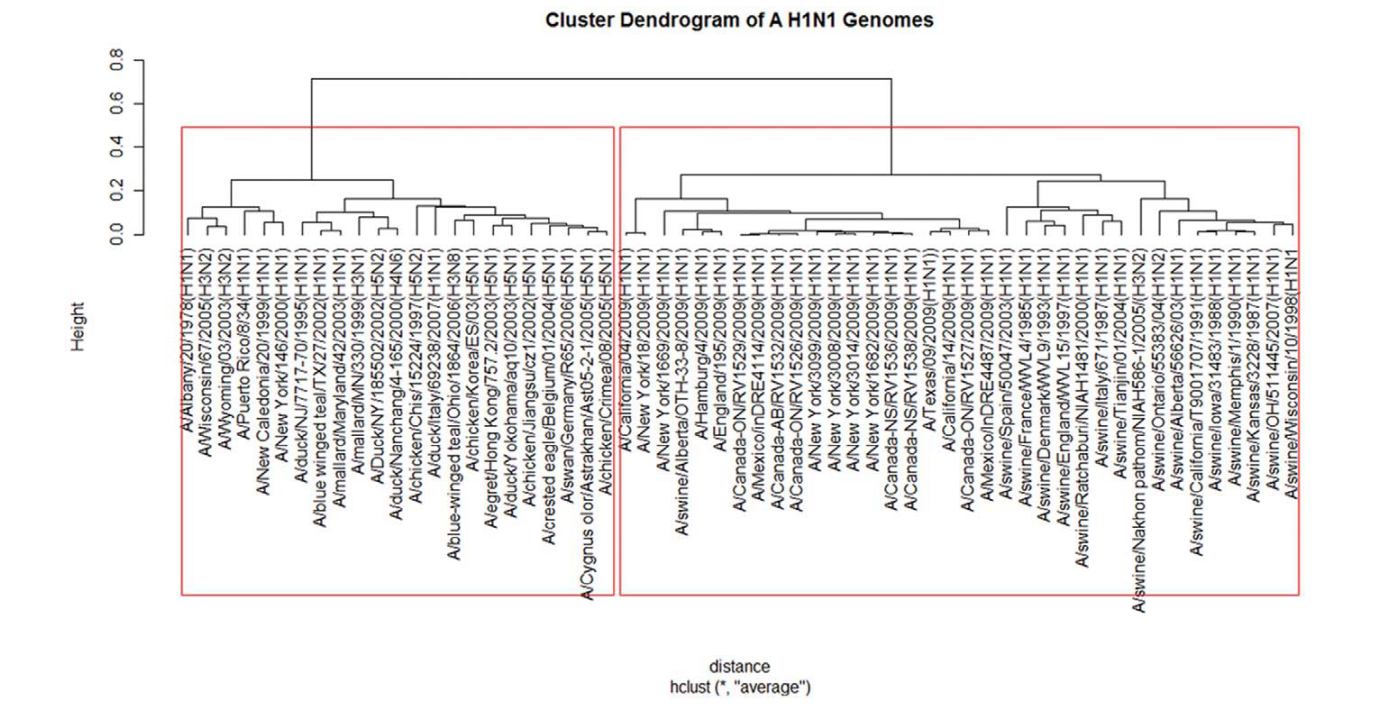 Cluster Dendrogram of A H1N1 Genomes
Height
0.0
0.2
0.4
0.6
0.8
A/Albany/20/1978(H1N1)
A/Wisconsin/67/2005(H3N2)
A/Wyoming/03/2003(H3N2)
A/Puerto Rico/8/34(H1N1)
A/New Caledonia/20/1999(H1N1)
A/New York/146/2000(H1N1)
A/duck/NJ/7717-70/1995(H1N1)
A/blue winged teal/TX/27/2002(H1N1)
A/mallard/Maryland/42/2003(H1N1)
A/mallard/MN/330/1999(H3N1)
A/Duck/NY/185502/2002(H5N2)
A/duck/Nanchang/4-165/2000(H4N6)
A/chicken/Chis/15224/1997(H5N2)
A/duck/Italy/69238/2007(H1N1)
A/blue-winged teal/Ohio/1864/2006(H3N8)
A/chicken/Korea/ES/03(H5N1)
A/egret/Hong Kong/757.2/2003(H5N1)
A/duck/Yokohama/aq10/2003(H5N1)
A/chicken/Jiangsu/cz1/2002(H5N1)
A/crested eagle/Belgium/01/2004(H5N1)
A/swan/Germany/R65/2006(H5N1)
A/Cygnus olor/Astrakhan/Ast05-2-1/2005(H5N1)
A/chicken/Crimea/08/2005(H5N1)
A/California/04/2009(H1N1)
A/New York/18/2009(H1N1)
A/New York/1669/2009(H1N1)
A/swine/Alberta/OTH-33-8/2009(H1N1)
A/Hamburg/4/2009(H1N1)
A/England/195/2009(H1N1)
A/Canada-ON/RV1529/2009(H1N1)
A/Mexico/inDRE4114/2009(H1N1)
A/Canada-AB/RV1532/2009(H1N1)
A/Canada-ON/RV1526/2009(H1N1)
A/New York/3099/2009(H1N1)
A/New York/3008/2009(H1N1)
A/New York/3014/2009(H1N1)
A/New York/1682/2009(H1N1)
A/Canada-NS/RV1536/2009(H1N1)
A/Canada-NS/RV1538/2009(H1N1)
A/Texas/09/2009(H1N1))
A/California/14/2009(H1N1)
A/Canada-ON/RV1527/2009(H1N1)
A/Mexico/InDRE4487/2009(H1N1)
A/swine/Spain/50047/2003(H1N1)
A/swine/France/WVL4/1985(H1N1)
A/swine/Denmark/WVL9/1993(H1N1)
A/swine/England/WVL15/1997(H1N1)
A/swine/Ratchaburi/NIAH1481/2000(H1N1)
A/swine/Italy/671/1987(H1N1)
A/swine/Tianjin/01/2004(H1N1)
A/swine/Nakhon pathom/NIAH586-1/2005/(H3N2)
A/swine/Ontario/55383/04(H1N2)
A/swine/Alberta/56626/03(H1N1)
A/swine/California/T9001707/1991(H1N1)
A/swine/Iowa/31483/1988(H1N1)
A/swine/Memphis/1/1990(H1N1)
A/swine/Kansas/3228/1987(H1N1)
A/swine/OH/511445/2007(H1N1)
A/swine/Wisconsin/10/1998(H1N1
distance
hclust (*, "average")